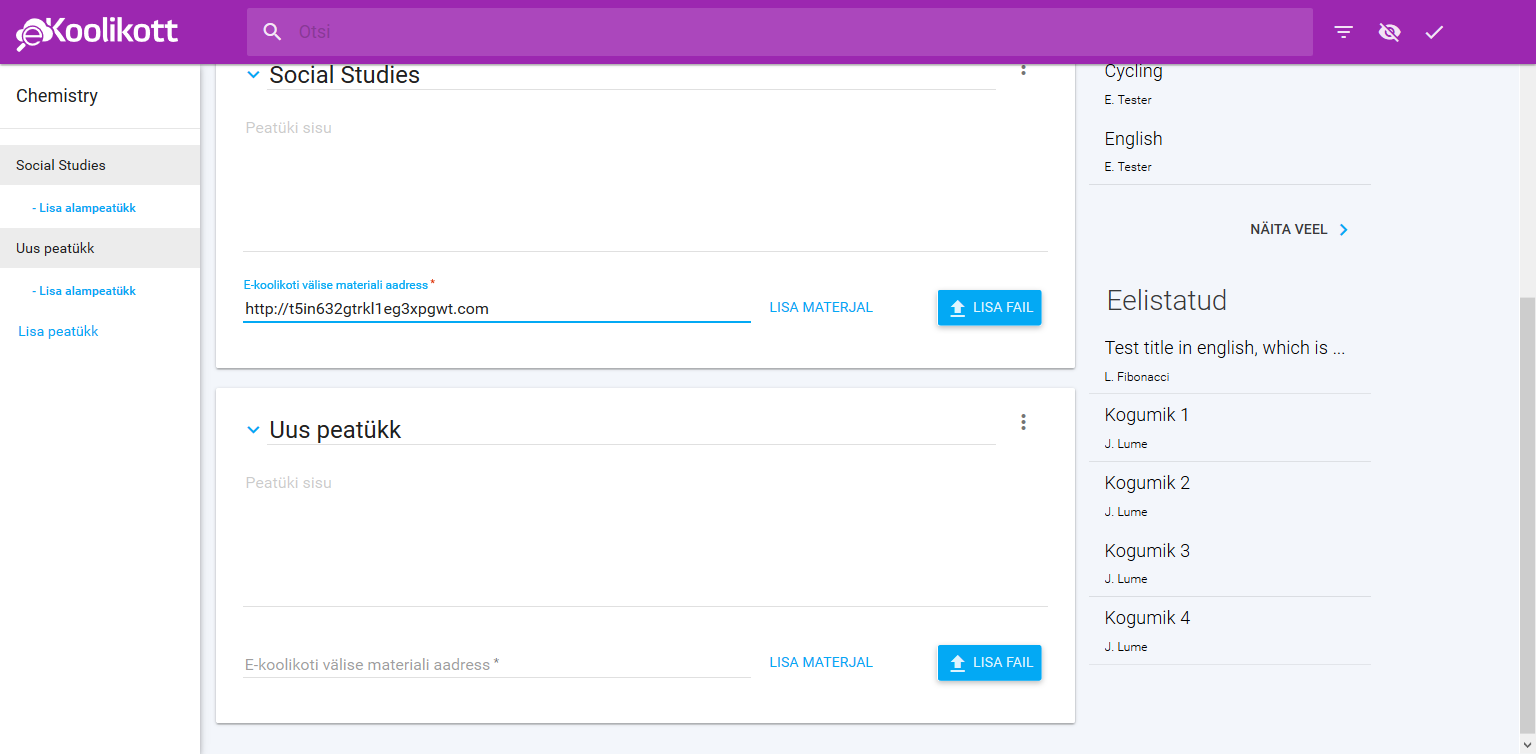 eKoolikott
Otsi
Chemistry
Social Studies
- Lisa alampeatükk
Uus peatükk
- Lisa alampeatükk
Lisa peatükk
Social Studies
Peatüki sisu
E-koolikoti välise materiali aadress *
http://t5in632gtrkl1eg3xpgwt.com
LISA MATERJAL
LISA FAIL
Uus peatükk
Peatüki sisu
E-koolikoti välise materiali aadress *
LISA MATERJAL
LISA FAIL
Cycling
E. Tester
English
E. Tester
NÄITA VEEL
Eelistatud
Test title in english, which is ...
L. Fibonacci
Kogumik 1
J. Lume
Kogumik 2
J. Lume
Kogumik 3
J. Lume
Kogumik 4
J. Lume